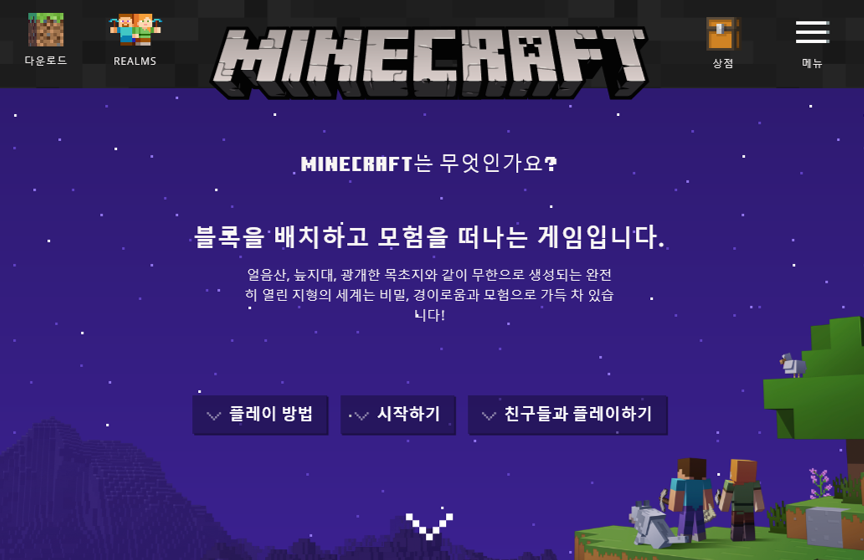 MINECRAFT
다운로드
REALMS
상점
메뉴
MINECRAFT는 무엇인가요?
블록을 배치하고 모험을 떠나는 게임입니다.
얼음산, 늪지대, 광개한 목초지와 같이 무한으로 생성되는 완전
히 열린 지형의 세계는 비밀, 경이로움과 모험으로 가득 차 있습
니다!
플레이 방법
시작하기
친구들과 플레이하기